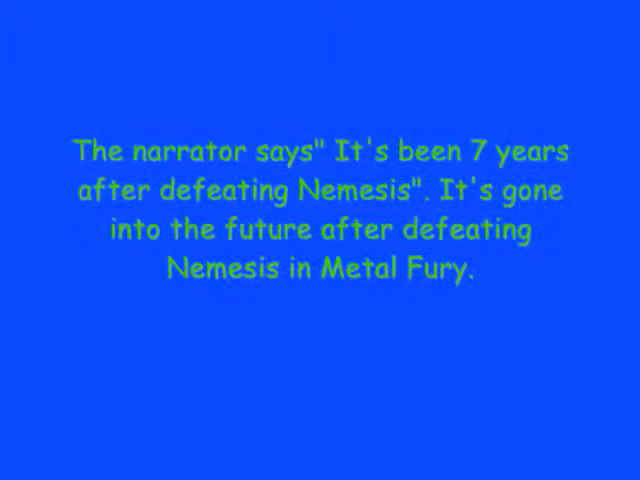 The narrator says" It's been 7 years
after defeating Nemesis". It's gone
into the future after defeating
Nemesis in Metal Fury.